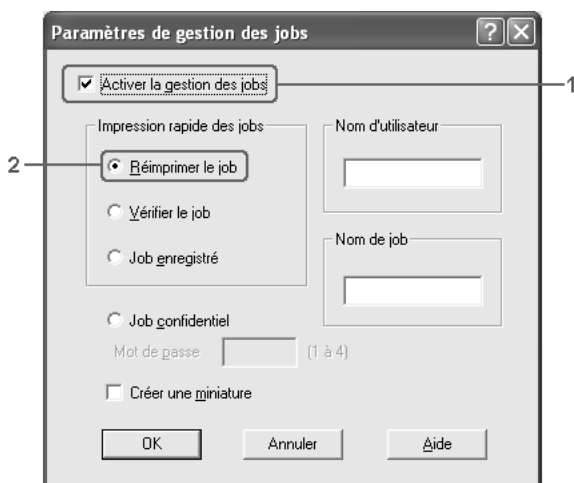 Paramètres de gestion des jobs
Activer la gestion des jobs
1
Impression rapide des jobs
2
Réimprimer le job
Vérifier le job
Job enregistré
Nom d'utilisateur
Nom de job
Job confidentiel
Mot de passe (1 à 4)
Créer une miniature
OK Annuler Aide